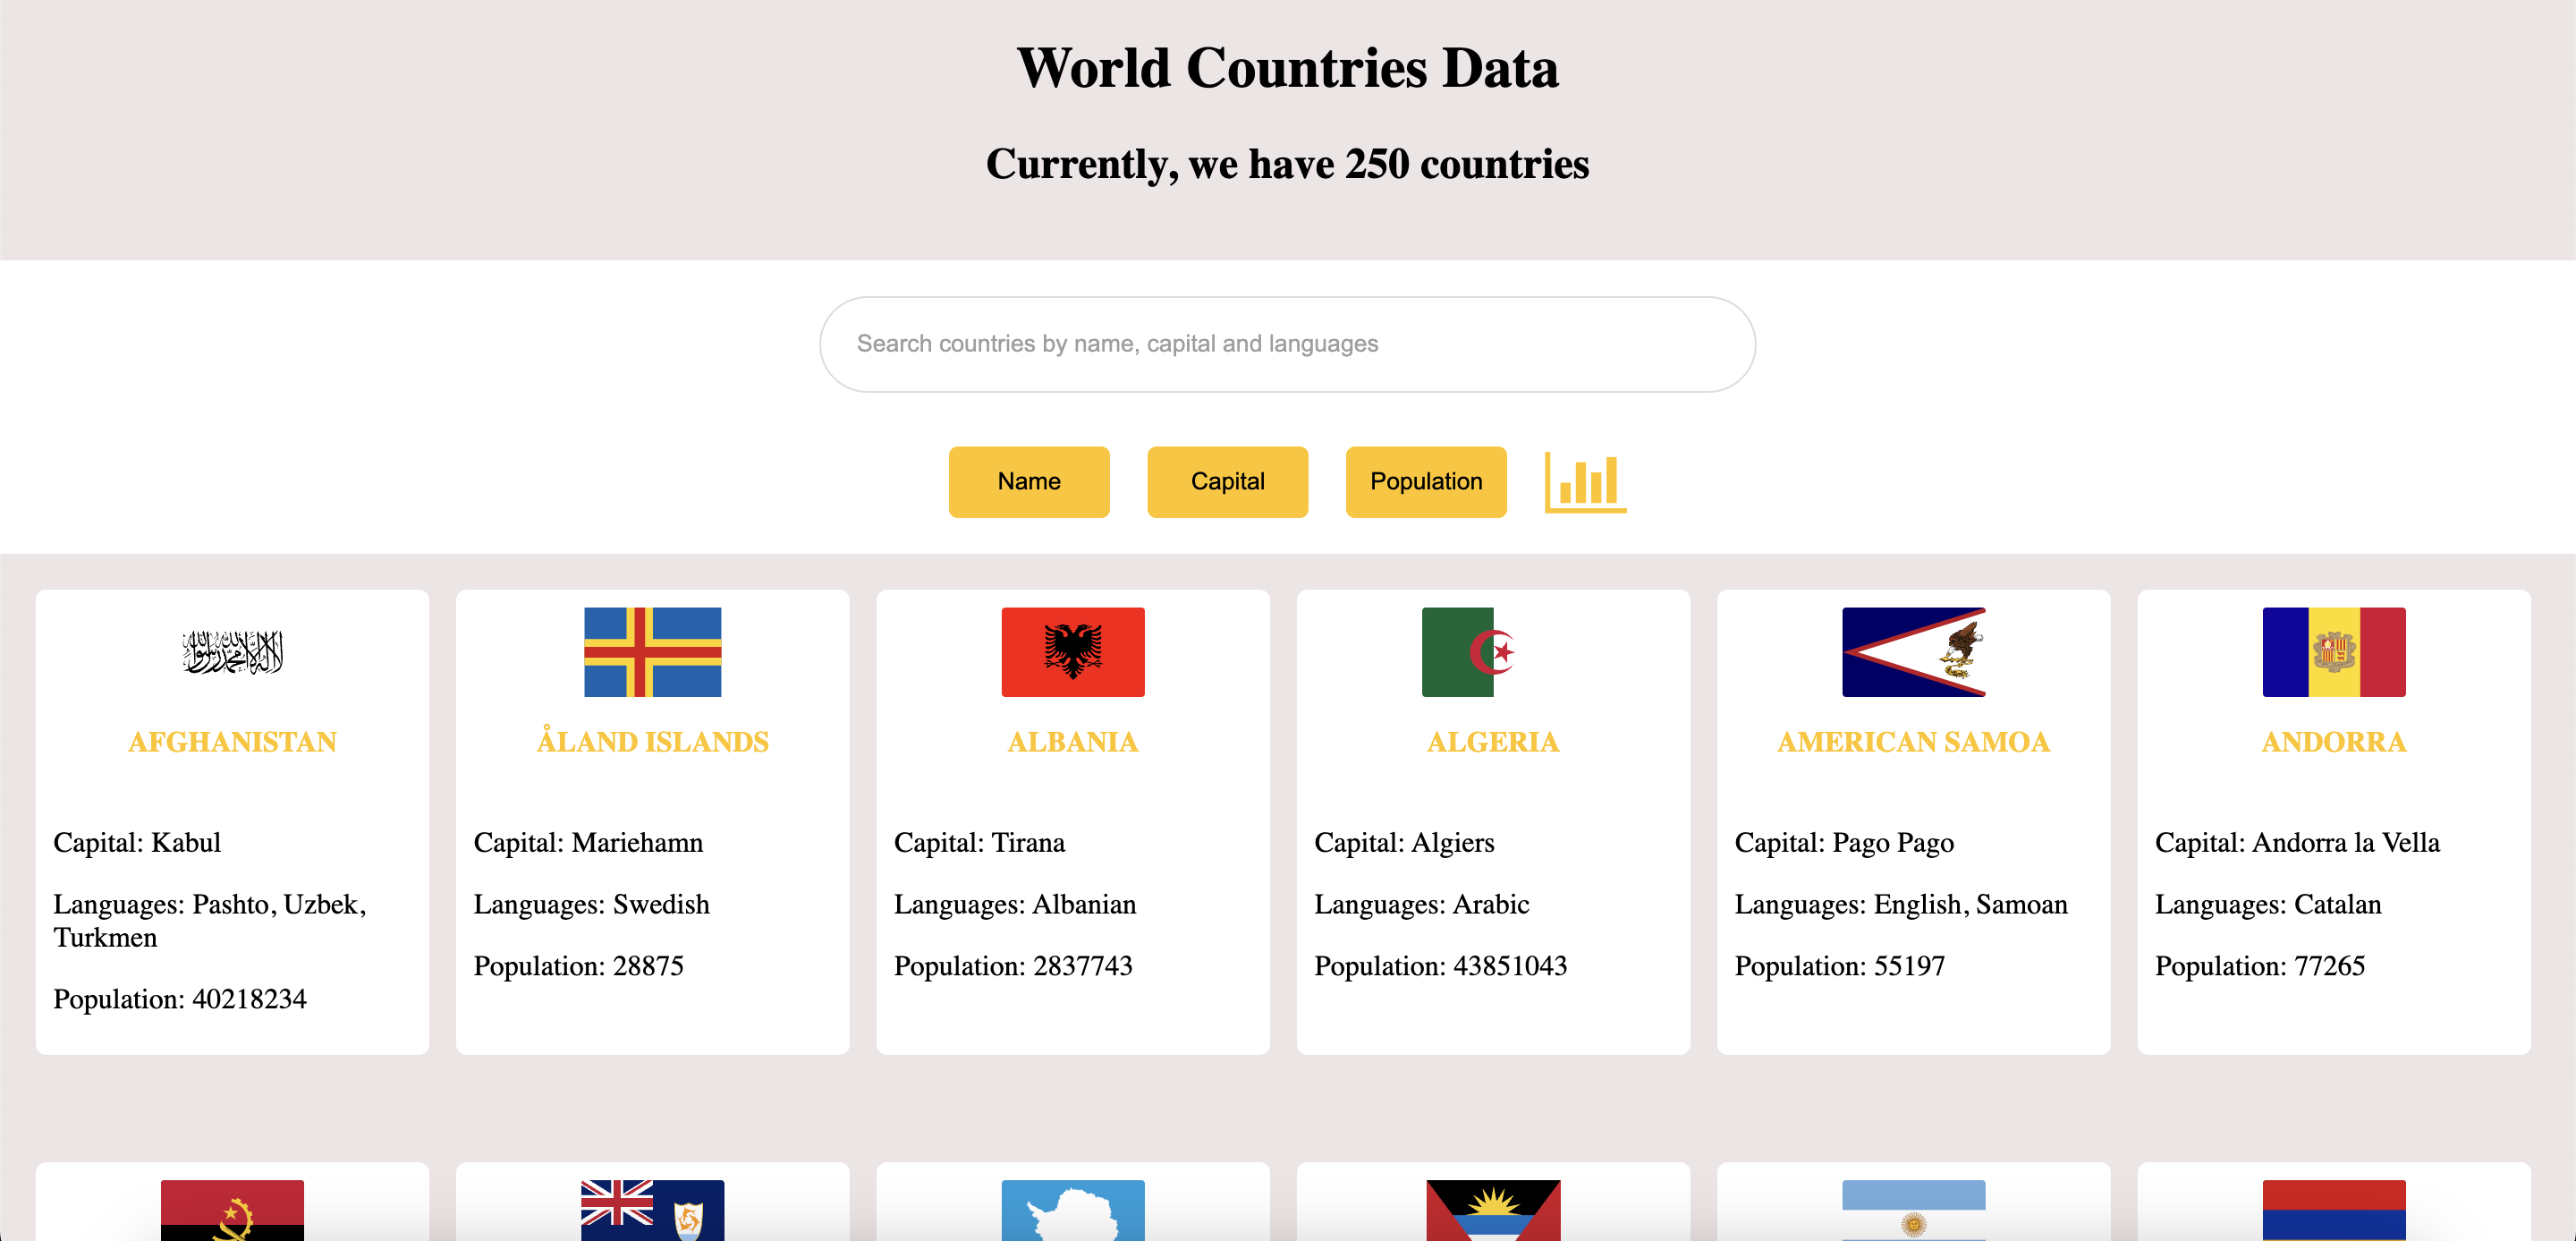 World Countries Data
Currently, we have 250 countries
Search countries by name, capital and languages
Name
Capital
Population
AFGHANISTAN
Capital: Kabul
Languages: Pashto, Uzbek,
Turkmen
Population: 40218234
ÅLAND ISLANDS
Capital: Mariehamn
Languages: Swedish
Population: 28875
ALBANIA
Capital: Tirana
Languages: Albanian
Population: 2837743
ALGERIA
Capital: Algiers
Languages: Arabic
Population: 43851043
AMERICAN SAMOA
Capital: Pago Pago
Languages: English, Samoan
Population: 55197
ANDORRA
Capital: Andorra la Vella
Languages: Catalan
Population: 77265